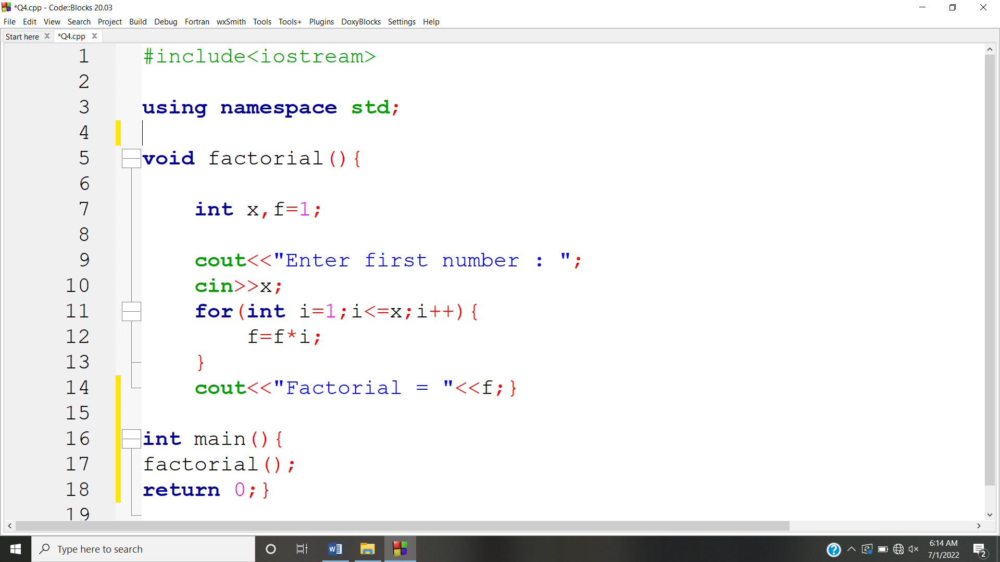 *Q4.cpp - Code::Blocks 20.03
File Edit View Search Project Build Debug Fortran wxSmith Tools Tools+ Plugins DoxyBlocks Settings Help
Start here *Q4.cpp
1 #include<iostream>
2
3 using namespace std;
4
5 void factorial(){
6
7 int x,f=1;
8
9 cout<<"Enter first number : ";
10 cin>>x;
11 for(int i=1;i<=x;i++){
12 f=f*i;
13 }
14 cout<<"Factorial = "<<f;}
15
16 int main(){
17 factorial();
18 return 0;}
19
Type here to search
6:14 AM
7/1/2022
2